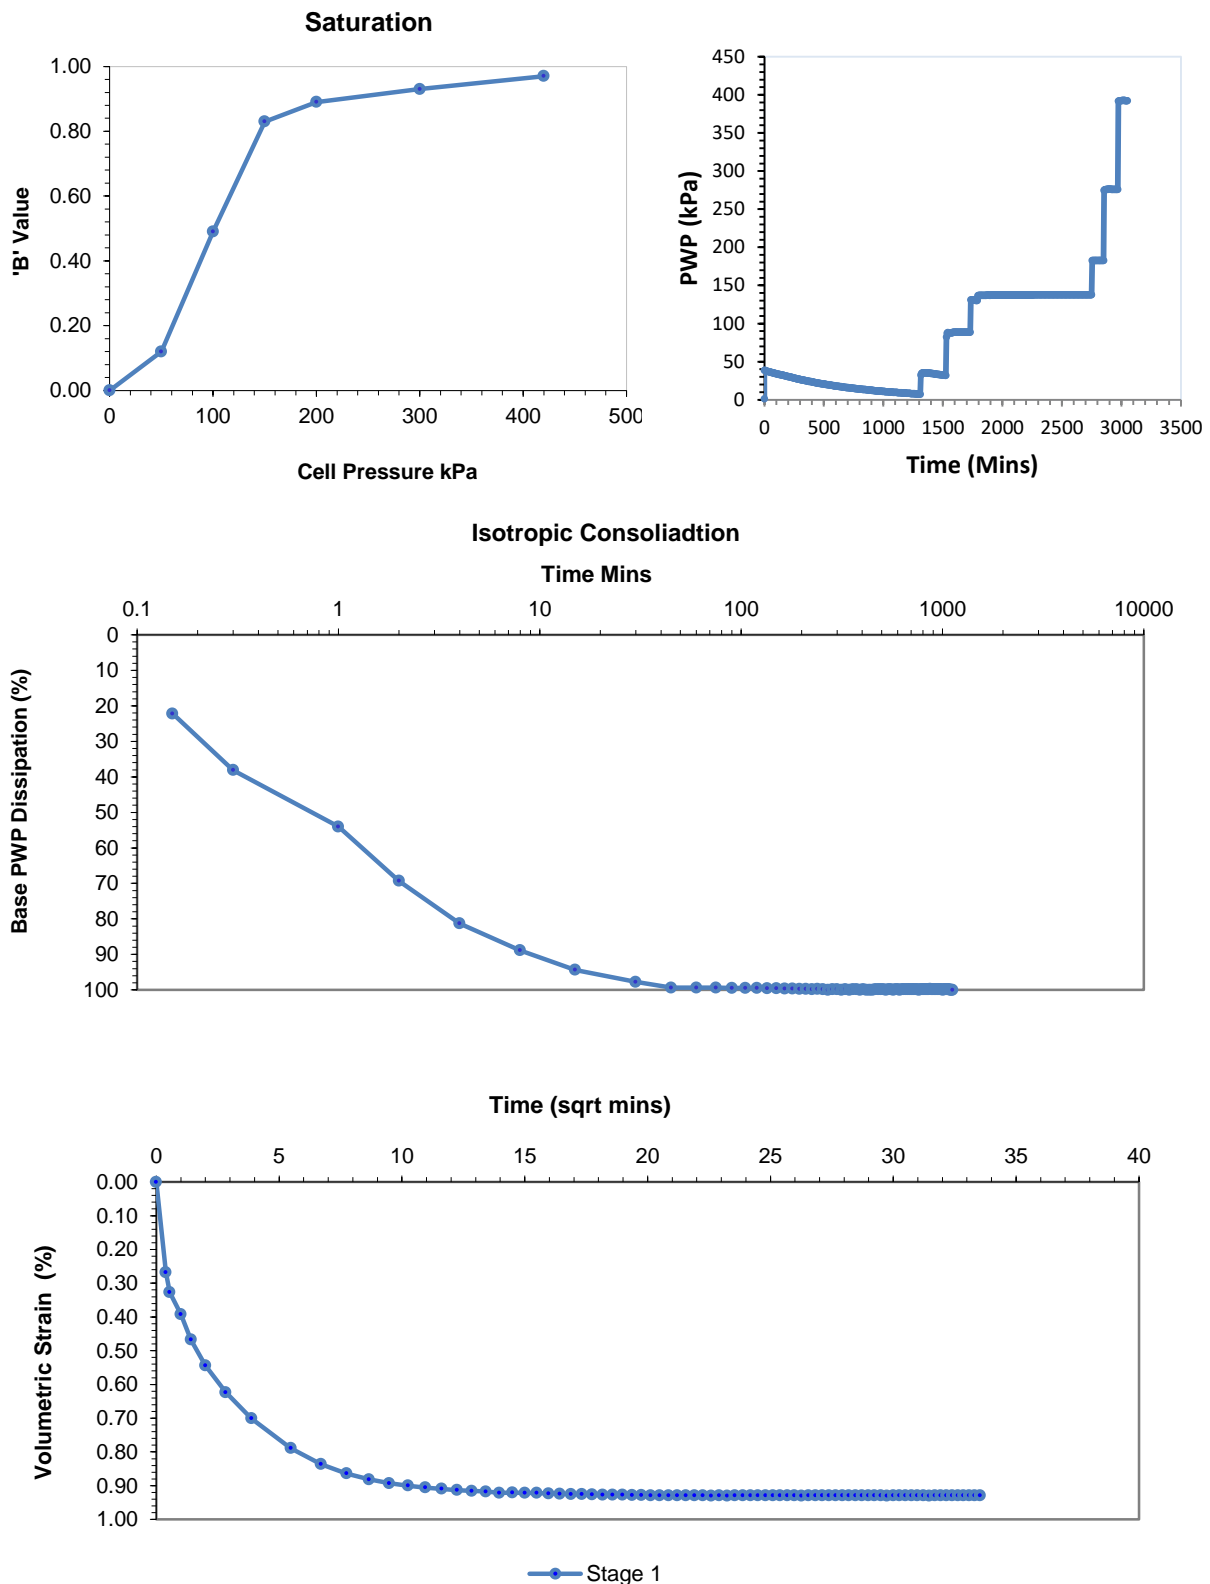 Saturation
1.00
0.80
0.60
0.40
0.20
0.00
'B' Value
0 100 200 300 400 500
Cell Pressure kPa
450
400
350
300
250
200
150
100
50
0
PWP (kPa)
0 500 1000 1500 2000 2500 3000 3500
Time (Mins)
Isotropic Consoliadtion
Time Mins
0.1 1 10 100 1000 10000
0
10
20
30
40
50
60
70
80
90
100
Base PWP Dissipation (%)
Time (sqrt mins)
0 5 10 15 20 25 30 35 40
0.00
0.10
0.20
0.30
0.40
0.50
0.60
0.70
0.80
0.90
1.00
Volumetric Strain (%)
Stage 1